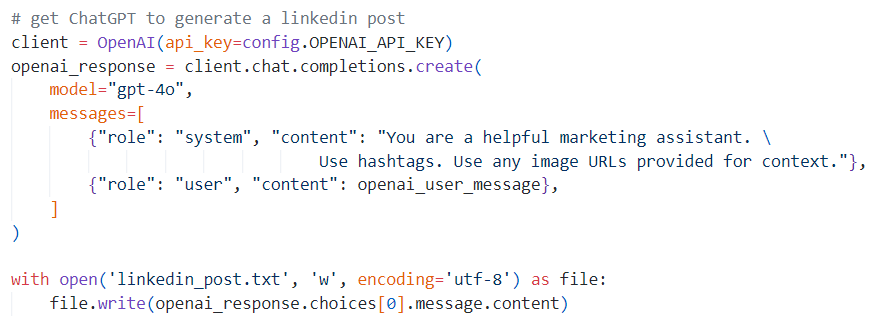 # get ChatGPT to generate a linkedin post
client = OpenAI(api_key=config.OPENAI_API_KEY)
openai_response = client.chat.completions.create(
    model="gpt-4o",
    messages=[
        {"role": "system", "content": "You are a helpful marketing assistant. \
                                Use hashtags. Use any image URLs provided for context."},
        {"role": "user", "content": openai_user_message},
    ]
)

with open('linkedin_post.txt', 'w', encoding='utf-8') as file:
    file.write(openai_response.choices[0].message.content)